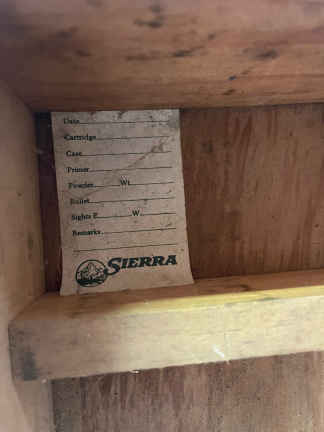 Date
Cartridge
Case
Primer
Powder Wt.
Bullet
Sights E. W.
Remarks
SIERRA